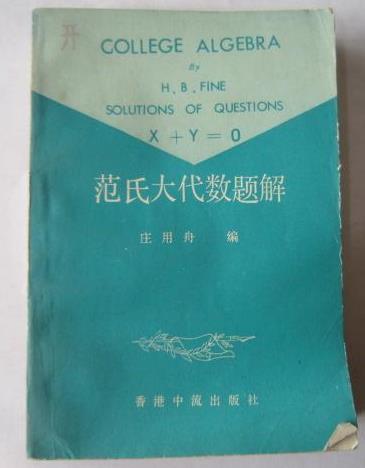 开
COLLEGE ALGEBRA
By
H. B. FINE
SOLUTIONS OF QUESTIONS
X + Y = 0
范氏大代数题解
庄用舟 编
香港中流出版社